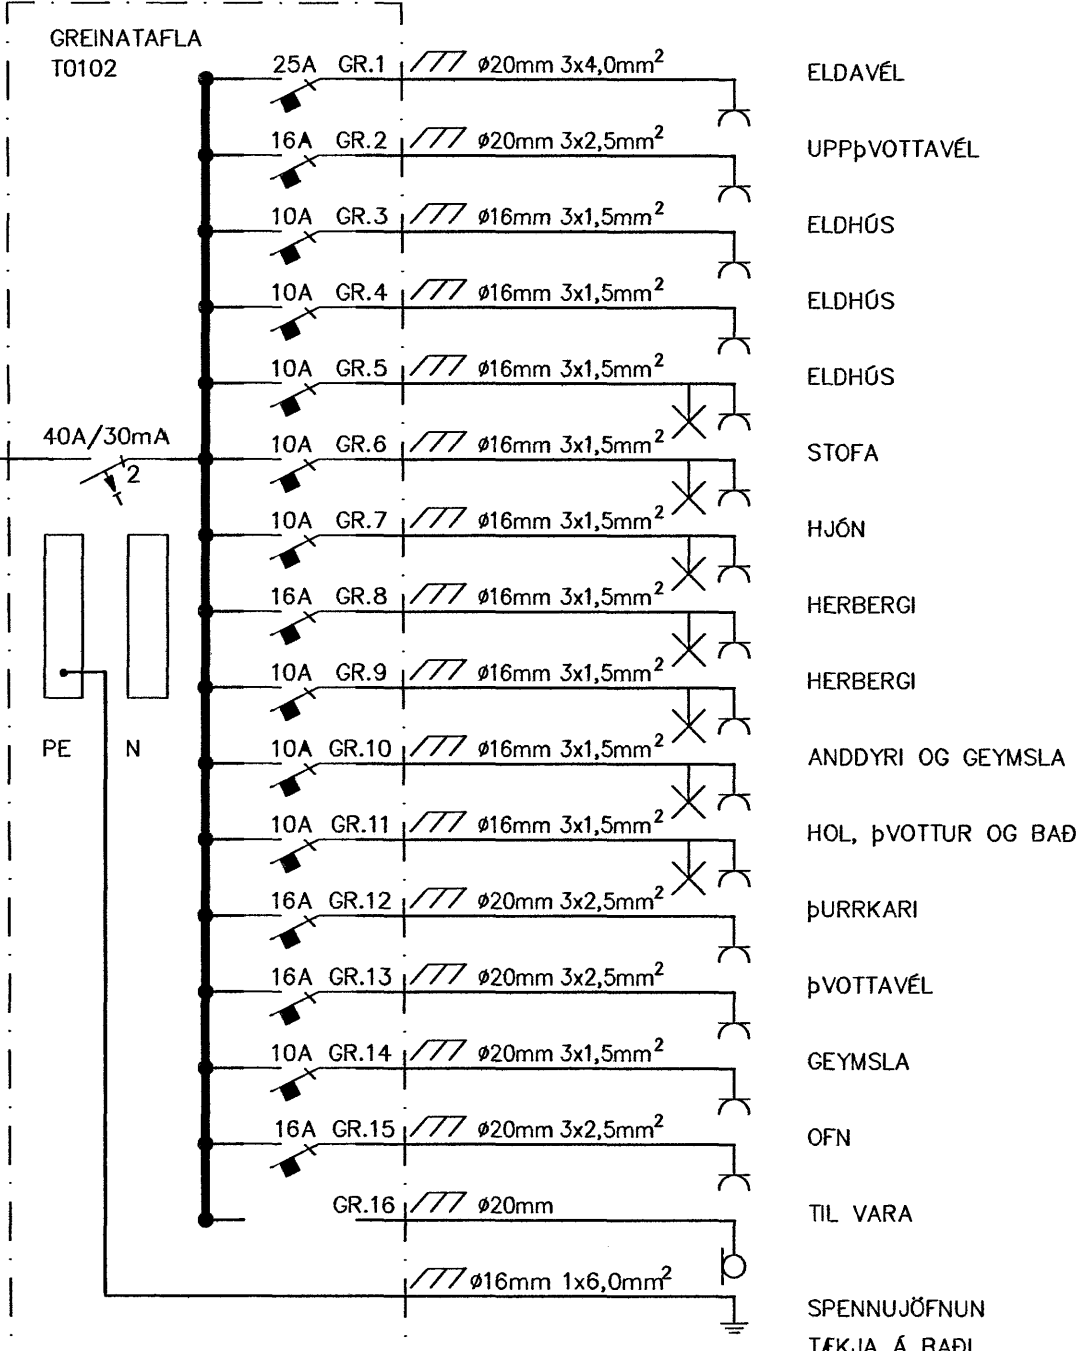 GREINATAFLA
T0102
25A GR.1 ø20mm 3x4,0mm² ELDAVÉL
16A GR.2 ø20mm 3x2,5mm² UPPÞVOTTAVÉL
10A GR.3 ø16mm 3x1,5mm² ELDHÚS
10A GR.4 ø16mm 3x1,5mm² ELDHÚS
10A GR.5 ø16mm 3x1,5mm² ELDHÚS
40A/30mA
2
10A GR.6 ø16mm 3x1,5mm² STOFA
10A GR.7 ø16mm 3x1,5mm² HJÓN
16A GR.8 ø16mm 3x1,5mm² HERBERGI
10A GR.9 ø16mm 3x1,5mm² HERBERGI
PE N
10A GR.10 ø16mm 3x1,5mm² ANDDYRI OG GEYMSLA
10A GR.11 ø16mm 3x1,5mm² HOL, ÞVOTTUR OG BAÐ
16A GR.12 ø20mm 3x2,5mm² ÞURRKARI
16A GR.13 ø20mm 3x2,5mm² ÞVOTTAVÉL
10A GR.14 ø20mm 3x1,5mm² GEYMSLA
16A GR.15 ø20mm 3x2,5mm² OFN
GR.16 ø20mm TIL VARA
ø16mm 1x6,0mm² SPENNUJÖFNUN
TÆKJA Á BAÐI